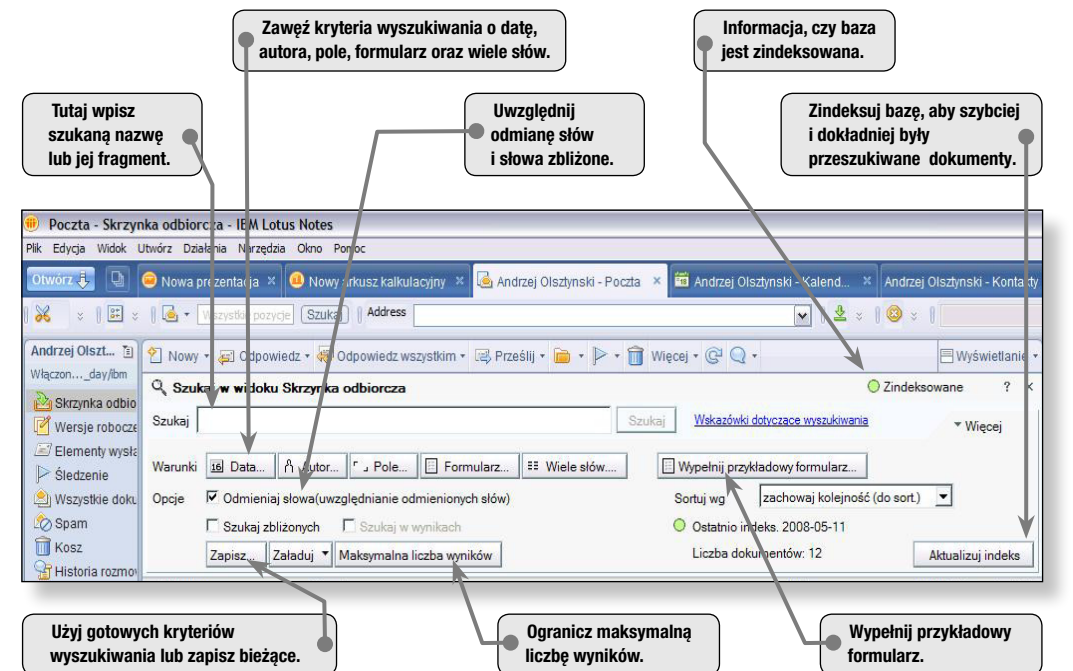 Zawęź kryteria wyszukiwania o datę,
autora, pole, formularz oraz wiele słów.
Informacja, czy baza
jest zindeksowana.
Tutaj wpisz
szukaną nazwę
lub jej fragment.
Uwzględnij
odmianę słów
i słowa zbliżone.
Zindeksuj bazę, aby szybciej
i dokładniej były
przeszukiwane dokumenty.
Poczta - Skrzynka odbiorcza - IBM Lotus Notes
Plik Edycja Widok Utwórz Działania Narzędzia Okno Pomoc
Otwórz Nowa prezentacja Nowy arkusz kalkulacyjny Andrzej Olsztynski - Poczta Andrzej Olsztynski - Kalend... Andrzej Olsztynski - Kontakty
Wszystkie pozycje Szukaj Address
Andrzej Olszt...
Włączon..._day/ibm
Nowy Odpowiedz Odpowiedz wszystkim Prześlij Więcej Wyświetlanie
Szukaj w widoku Skrzynka odbiorcza Zindeksowane ? ×
Skrzynka odbio
Wersje robocze
Elementy wysła
Śledzenie
Wszystkie doku
Spam
Kosz
Historia rozmo
Szukaj Szukaj Wskazówki dotyczące wyszukiwania Więcej
Warunki 16 Data... Autor... Pole... Formularz... Wiele słów.... Wypełnij przykładowy formularz...
Opcje Odmieniaj słowa(uwzględnianie odmienionych słów) Sortuj wg zachowaj kolejność (do sort.)
Szukaj zbliżonych Szukaj w wynikach Ostatnio indeks. 2008-05-11
Zapisz... Załaduj Maksymalna liczba wyników Liczba dokumentów: 12 Aktualizuj indeks
Użyj gotowych kryteriów
wyszukiwania lub zapisz bieżące.
Ogranicz maksymalną
liczbę wyników.
Wypełnij przykładowy
formularz.